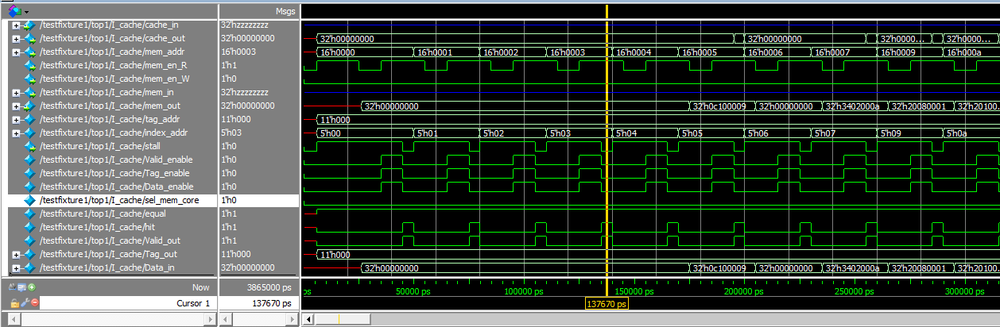 Msgs
/testfixture1/top1/I_cache/cache_in 32'hzzzzzzzz
/testfixture1/top1/I_cache/cache_out 32'h00000000 32'h00000000 32'h00000000 32'h0000... 32'h0000...
/testfixture1/top1/I_cache/mem_addr 16'h0003 16'h0000 16'h0001 16'h0002 16'h0003 16'h0004 16'h0005 16'h0006 16'h0007 16'h0009 16'h000a
/testfixture1/top1/I_cache/mem_en_R 1'h1
/testfixture1/top1/I_cache/mem_en_W 1'h0
/testfixture1/top1/I_cache/mem_in 32'hzzzzzzzz
/testfixture1/top1/I_cache/mem_out 32'h00000000 32'h00000000 32'h0c100009 32'h00000000 32'h3402000a 32'h20080001 32'h20100...
/testfixture1/top1/I_cache/tag_addr 11'h000 11'h000
/testfixture1/top1/I_cache/index_addr 5'h03 5'h00 5'h01 5'h02 5'h03 5'h04 5'h05 5'h06 5'h07 5'h09 5'h0a
/testfixture1/top1/I_cache/stall 1'h0
/testfixture1/top1/I_cache/Valid_enable 1'h0
/testfixture1/top1/I_cache/Tag_enable 1'h0
/testfixture1/top1/I_cache/Data_enable 1'h0
/testfixture1/top1/I_cache/sel_mem_core 1'h0
/testfixture1/top1/I_cache/equal 1'h1
/testfixture1/top1/I_cache/hit 1'h1
/testfixture1/top1/I_cache/Valid_out 1'h1
/testfixture1/top1/I_cache/Tag_out 11'h000 11'h000
/testfixture1/top1/I_cache/Data_in 32'h00000000 32'h00000000 32'h0c100009 32'h00000000 32'h3402000a 32'h20080001 32'h20100...
Now 3865000 ps ps 50000 ps 100000 ps 150000 ps 200000 ps 250000 ps 300000 ps
Cursor 1 137670 ps 137670 ps